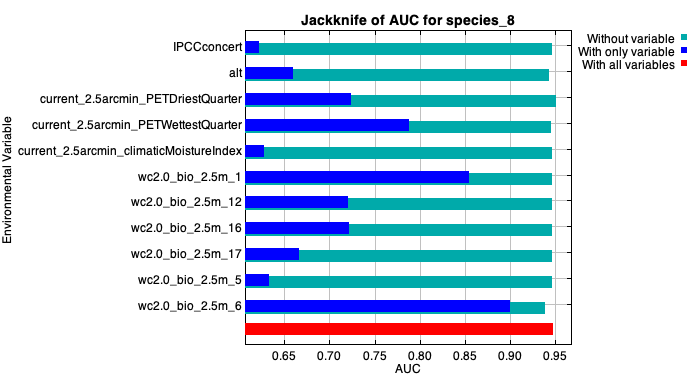 Jackknife of AUC for species_8
Without variable
With only variable
With all variables
Environmental Variable
IPCCconcert
alt
current_2.5arcmin_PETDriestQuarter
current_2.5arcmin_PETWettestQuarter
current_2.5arcmin_climaticMoistureIndex
wc2.0_bio_2.5m_1
wc2.0_bio_2.5m_12
wc2.0_bio_2.5m_16
wc2.0_bio_2.5m_17
wc2.0_bio_2.5m_5
wc2.0_bio_2.5m_6
0.65 0.70 0.75 0.80 0.85 0.90 0.95
AUC